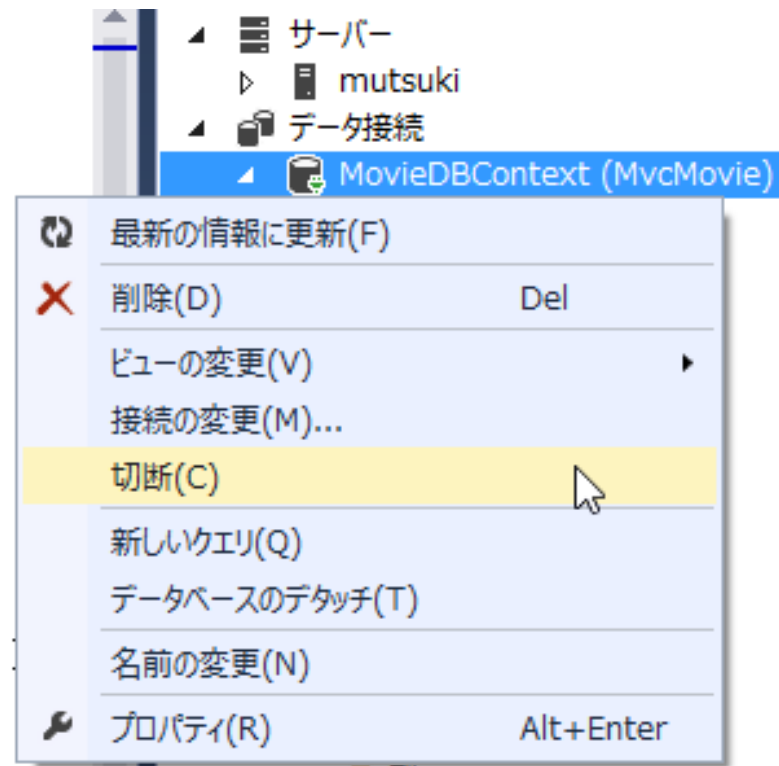 サーバー
mutsuki
データ接続
MovieDBContext (MvcMovie)
最新の情報に更新(F)
削除(D) Del
ビューの変更(V)
接続の変更(M)...
切断(C)
新しいクエリ(Q)
データベースのデタッチ(T)
名前の変更(N)
プロパティ(R) Alt+Enter